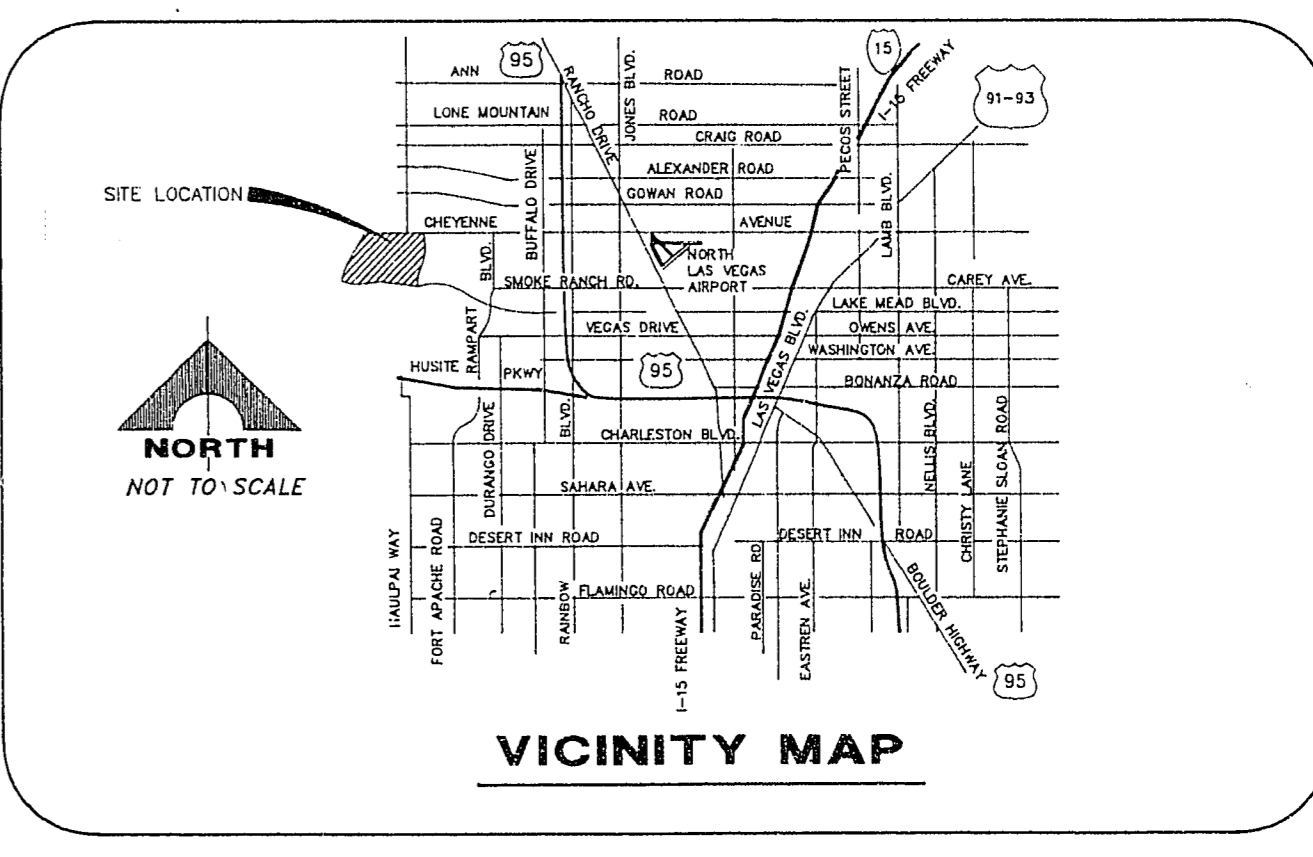 95
15
ANN ROAD
RANCHO DRIVE
JONES BLVD.
PECOS STREET
I-15 FREEWAY
91-93
LONE MOUNTAIN ROAD
CRAIG ROAD
BUFFALO DRIVE
ALEXANDER ROAD
SITE LOCATION
GOWAN ROAD
LAMB BLVD.
CHEYENNE AVENUE
NORTH
LAS VEGAS
AIRPORT
RAMPART BLVD.
SMOKE RANCH RD.
CAREY AVE.
LAKE MEAD BLVD.
VEGAS DRIVE
OWENS AVE.
WASHINGTON AVE.
HUSITE PKWY
95
LAS VEGAS BLVD.
BONANZA ROAD
NORTH
NOT TO SCALE
DURANGO DRIVE
RAINBOW BLVD.
CHARLESTON BLVD.
NELLIS BLVD.
CHRISTY LANE
STEPHANIE SLOAN ROAD
SAHARA AVE.
FORT APACHE ROAD
DESERT INN ROAD
DESERT INN ROAD
PARADISE RD
EASTREN AVE.
FLAMINGO ROAD
I-15 FREEWAY
BOULDER HIGHWAY
95
VICINITY MAP